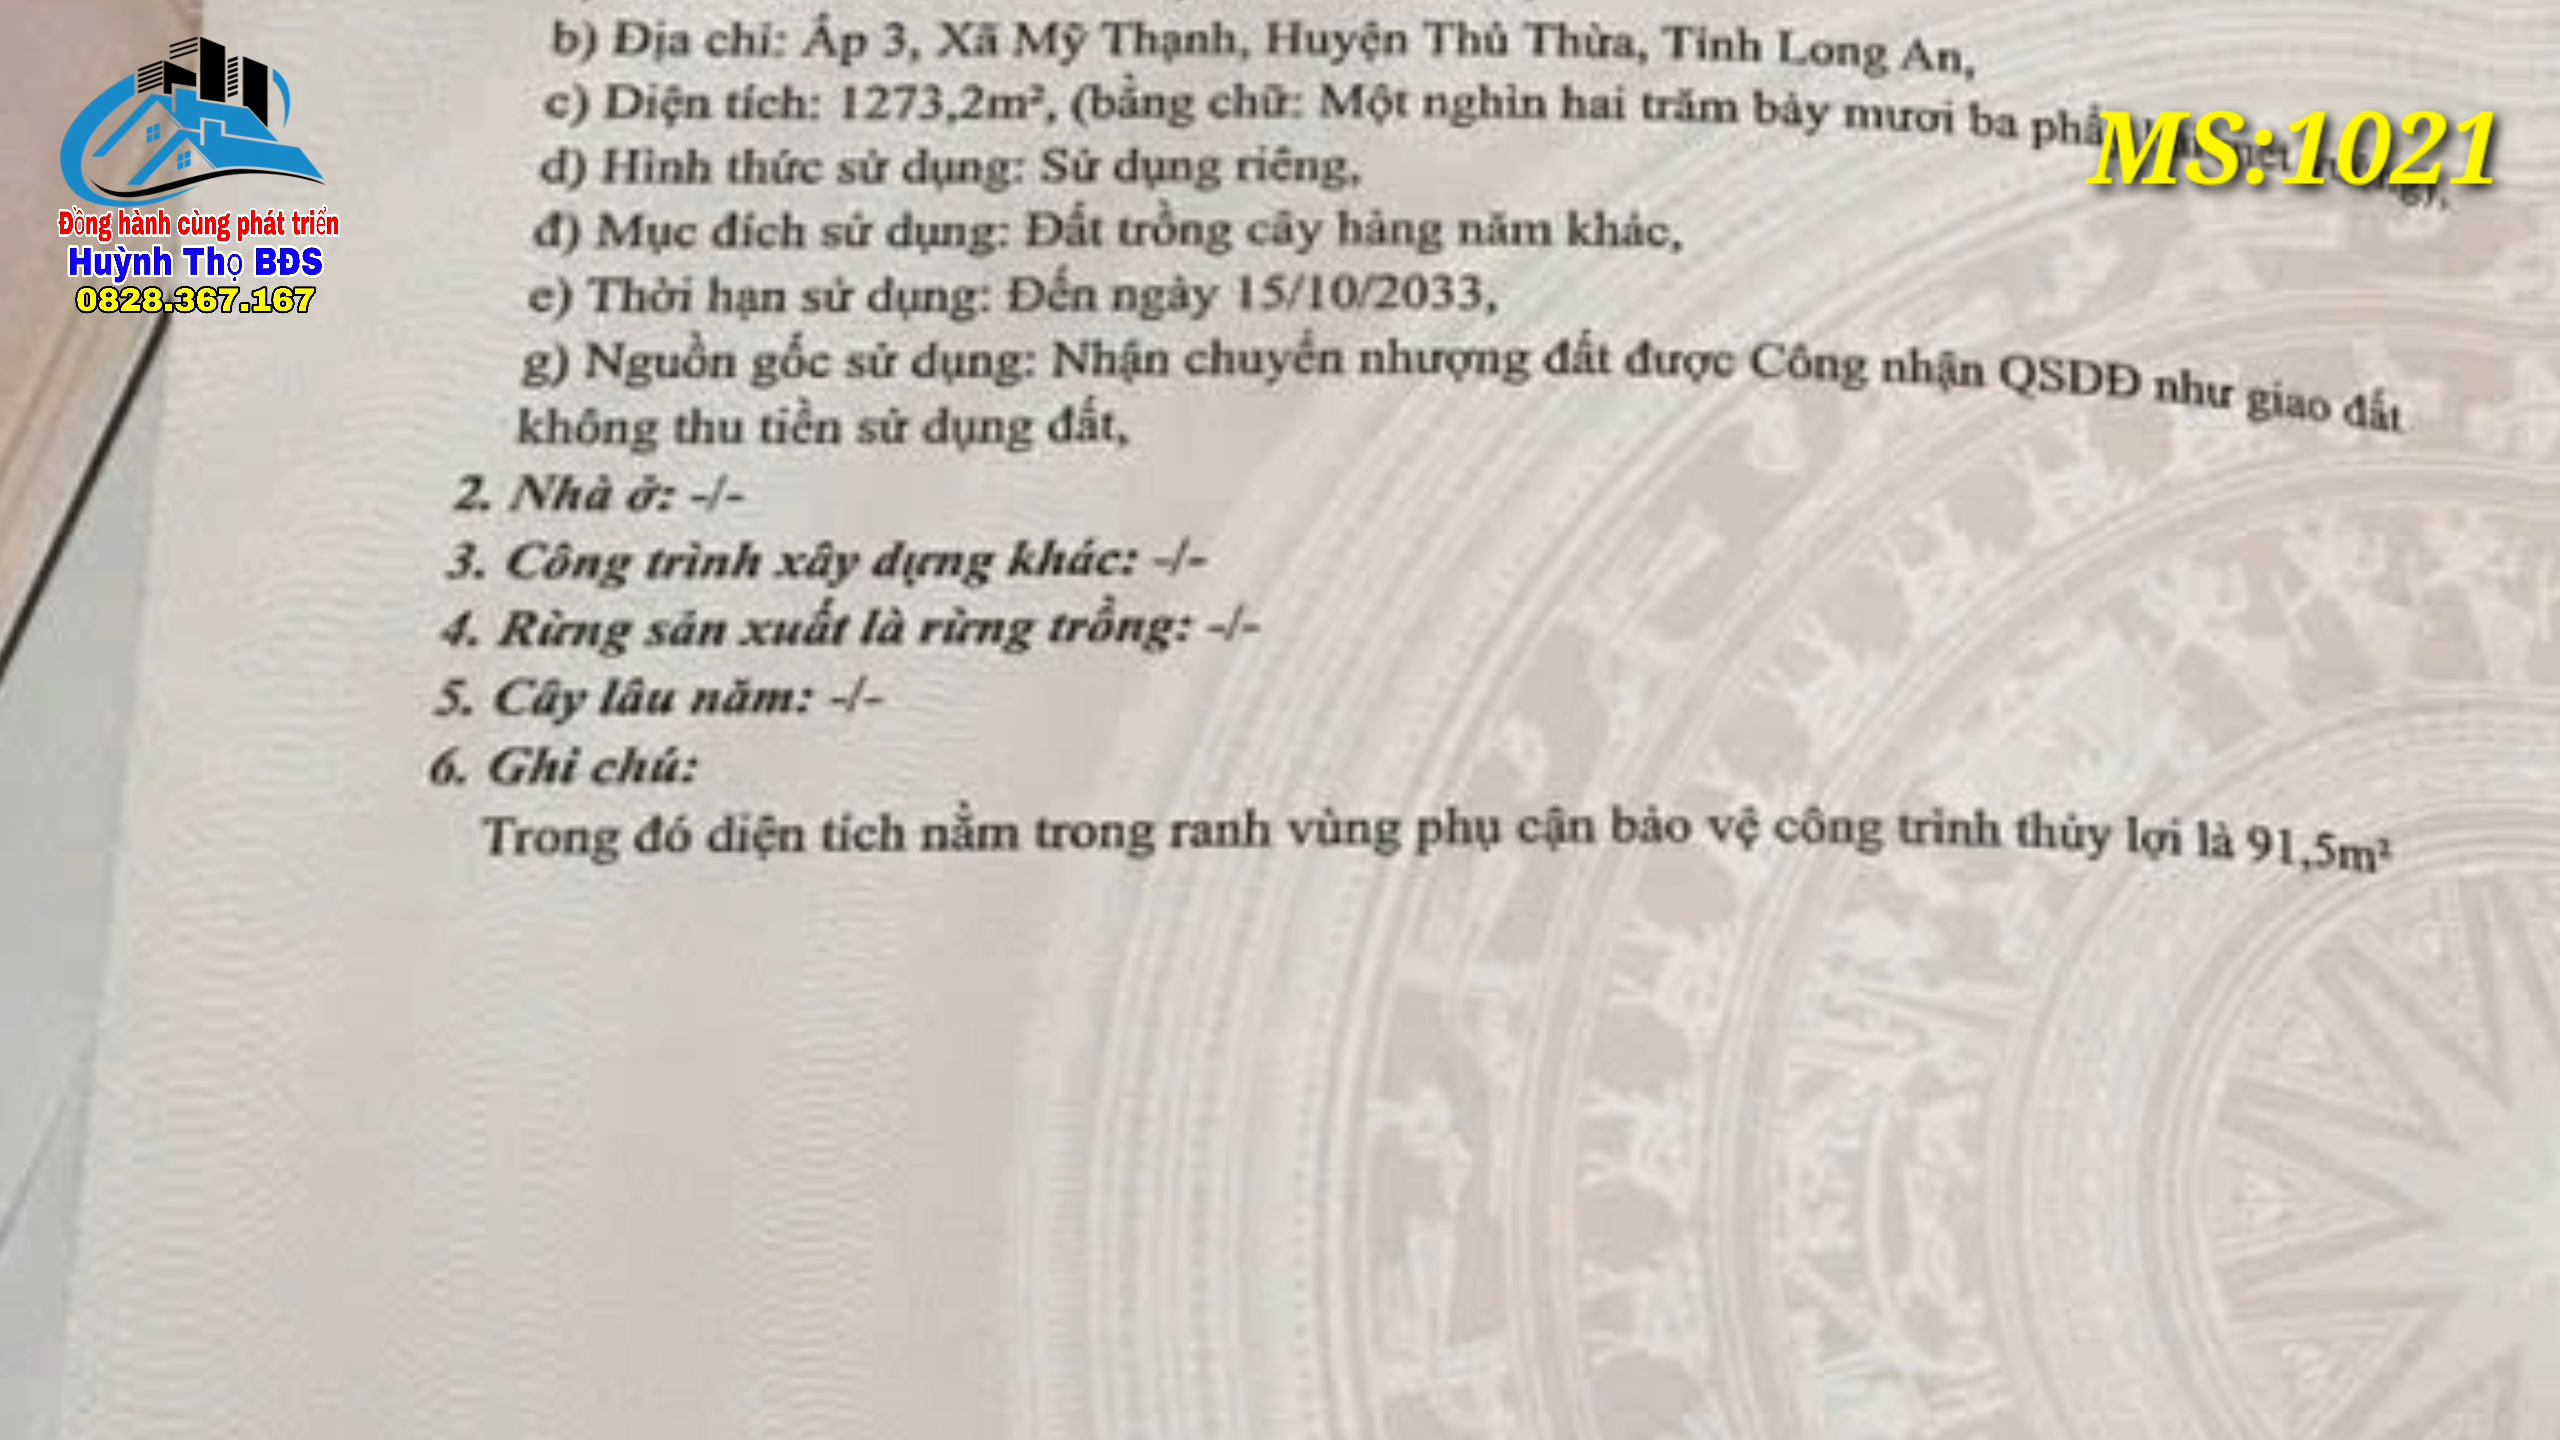 b) Địa chỉ: Ấp 3, Xã Mỹ Thạnh, Huyện Thủ Thừa, Tỉnh Long An,
c) Diện tích: 1273,2m², (bằng chữ: Một nghìn hai trăm bảy mươi ba phẩy
MS:1021
d) Hình thức sử dụng: Sử dụng riêng,
đ) Mục đích sử dụng: Đất trồng cây hàng năm khác,
e) Thời hạn sử dụng: Đến ngày 15/10/2033,
g) Nguồn gốc sử dụng: Nhận chuyển nhượng đất được Công nhận QSDĐ như giao đất
không thu tiền sử dụng đất,
2. Nhà ở: -/-
3. Công trình xây dựng khác: -/-
4. Rừng sản xuất là rừng trồng: -/-
5. Cây lâu năm: -/-
6. Ghi chú:
Trong đó diện tích nằm trong ranh vùng phụ cận bảo vệ công trình thủy lợi là 91,5m²
Đồng hành cùng phát triển
Huỳnh Thọ BĐS
0828.367.167